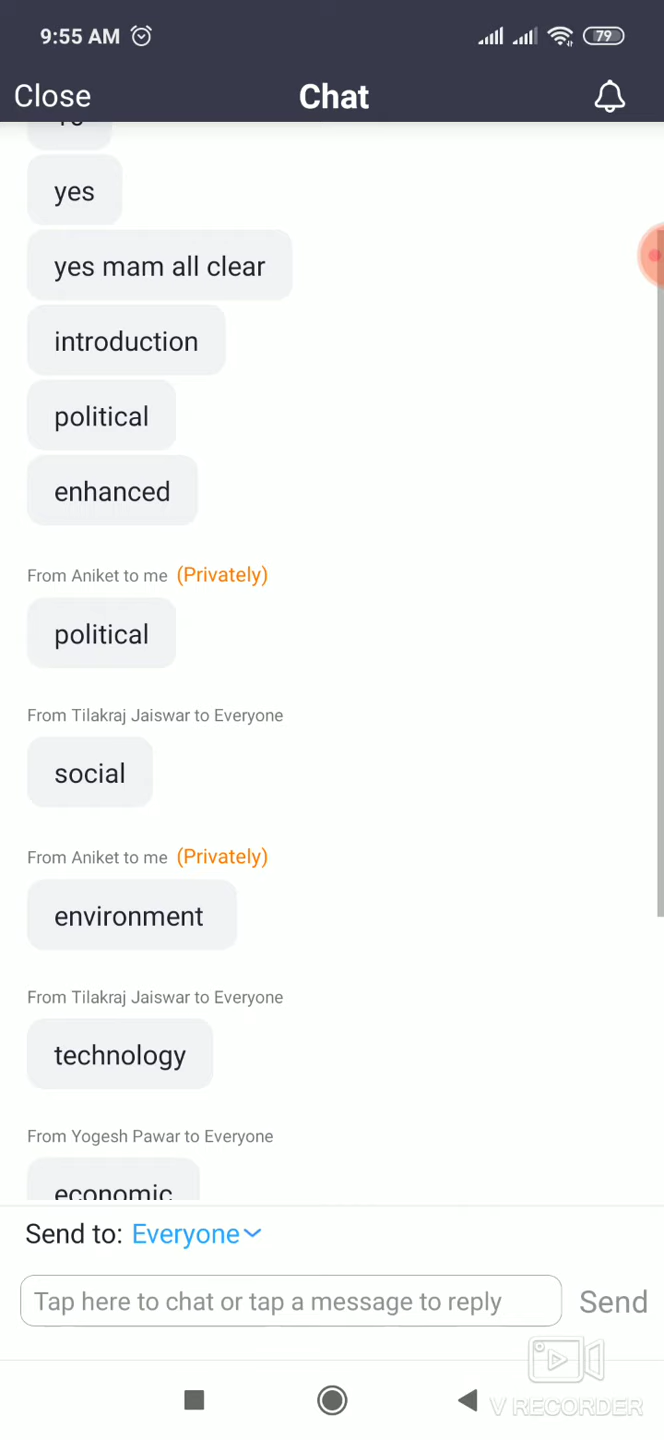 9:55 AM
79
Close
Chat
yes
yes mam all clear
introduction
political
enhanced
From Aniket to me (Privately)
political
From Tilakraj Jaiswar to Everyone
social
From Aniket to me (Privately)
environment
From Tilakraj Jaiswar to Everyone
technology
From Yogesh Pawar to Everyone
economic
Send to: Everyone
Tap here to chat or tap a message to reply
Send
V RECORDER